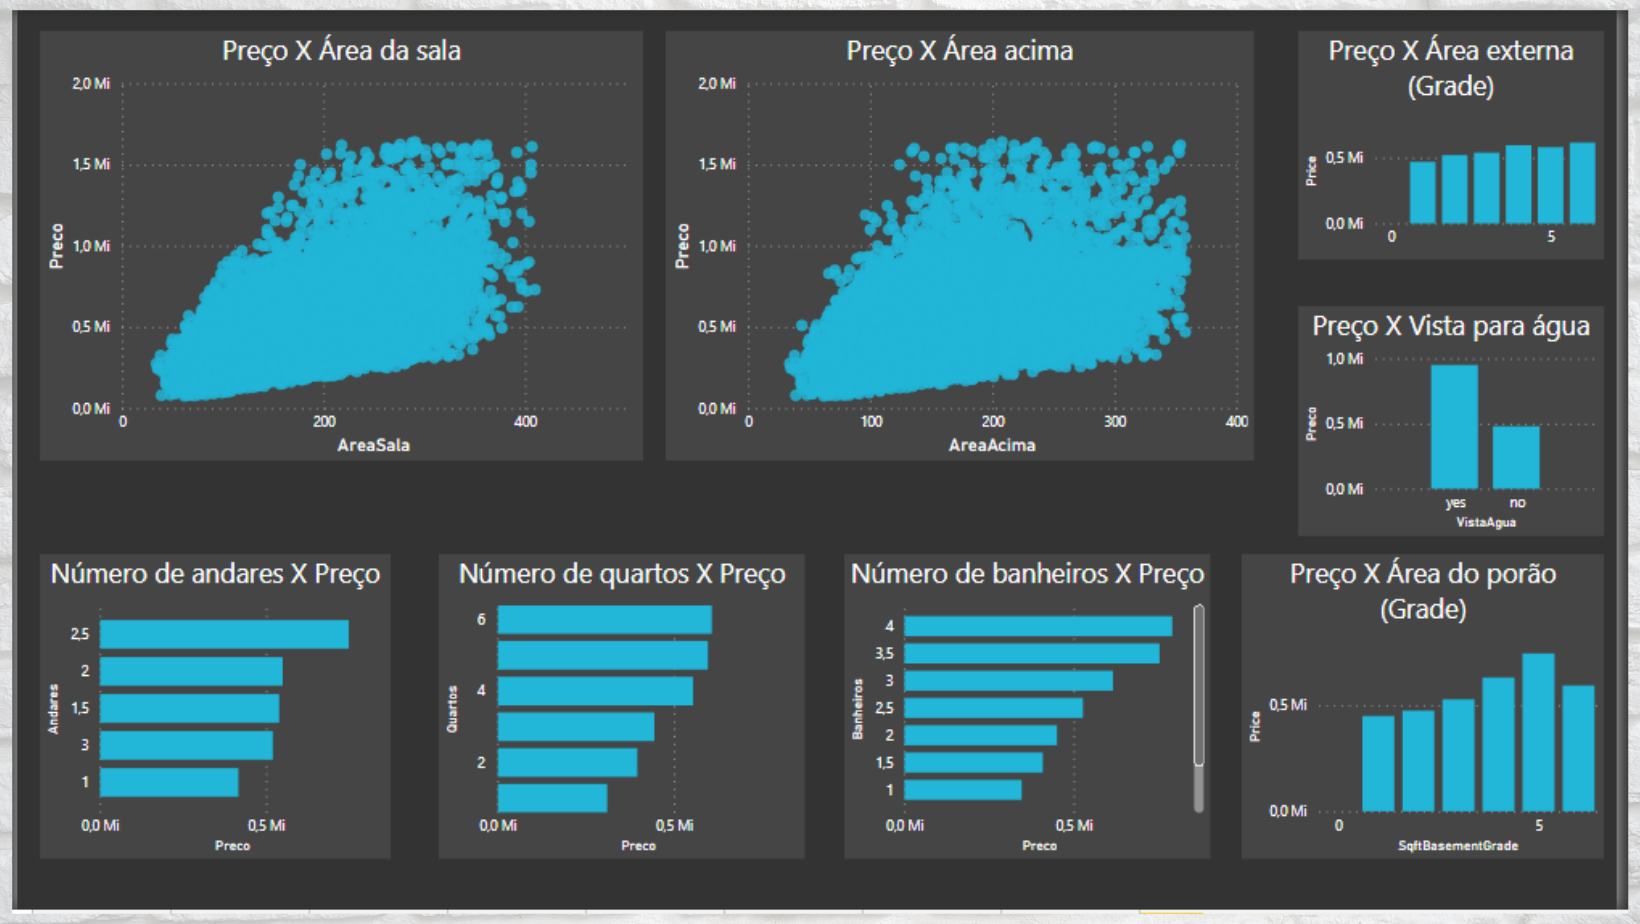 Preço X Área da sala
2,0 Mi
1,5 Mi
1,0 Mi
0,5 Mi
0,0 Mi
Preco
0
200
400
AreaSala
Preço X Área acima
2,0 Mi
1,5 Mi
1,0 Mi
0,5 Mi
0,0 Mi
Preco
0
100
200
300
400
AreaAcima
Preço X Área externa
(Grade)
Price
0,5 Mi
0,0 Mi
0
5
Preço X Vista para água
1,0 Mi
0,5 Mi
0,0 Mi
Preco
yes
no
VistaAgua
Número de andares X Preço
Andares
2,5
2
1,5
3
1
0,0 Mi
0,5 Mi
Preco
Número de quartos X Preço
Quartos
6
4
2
0,0 Mi
0,5 Mi
Preco
Número de banheiros X Preço
Banheiros
4
3,5
3
2,5
2
1,5
1
0,0 Mi
0,5 Mi
Preco
Preço X Área do porão
(Grade)
Price
0,5 Mi
0,0 Mi
0
5
SqftBasementGrade